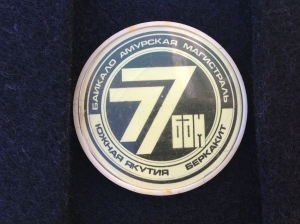 БАЙКАЛО АМУРСКАЯ МАГИСТРАЛЬ
77
БАМ
ЮЖНАЯ ЯКУТИЯ
БЕРКАКИТ